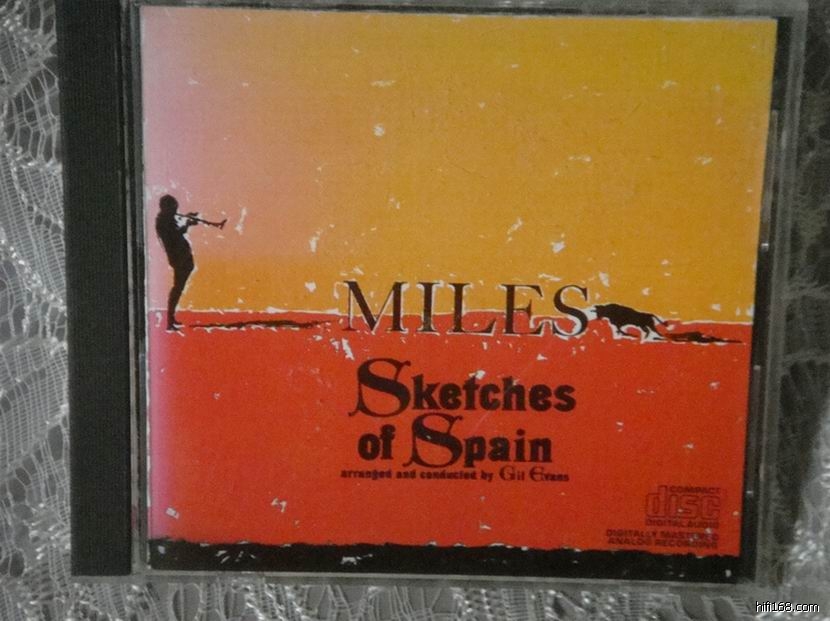 MILES
Sketches
of Spain
arranged and conducted by Gil Evans
COMPACT
disc
DIGITAL AUDIO
DIGITALLY MASTERED
ANALOG RECORDING
hifi168.com